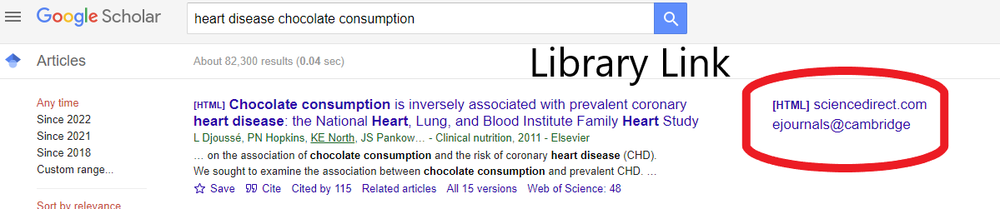 Google Scholar
heart disease chocolate consumption
Articles
About 82,300 results (0.04 sec)
Library Link
Any time
Since 2022
Since 2021
Since 2018
Custom range...
Sort by relevance
[HTML] Chocolate consumption is inversely associated with prevalent coronary
heart disease: the National Heart, Lung, and Blood Institute Family Heart Study
L Djoussé, PN Hopkins, KE North, JS Pankow… - Clinical nutrition, 2011 - Elsevier
… on the association of chocolate consumption and the risk of coronary heart disease (CHD).
We sought to examine the association between chocolate consumption and prevalent CHD. …
Save Cite Cited by 115 Related articles All 15 versions Web of Science: 48
[HTML] sciencedirect.com
ejournals@cambridge